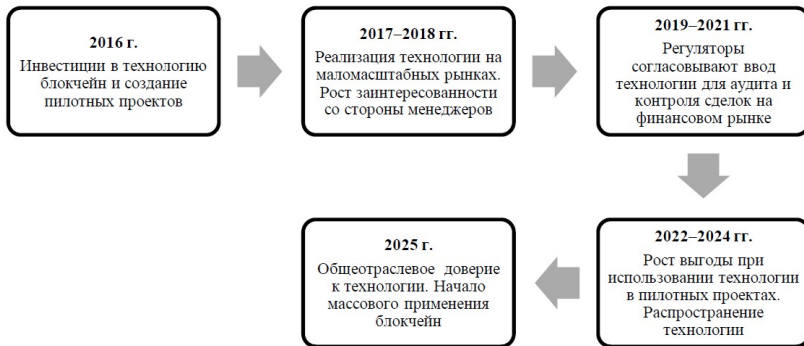 2016 г.
Инвестиции в технологию
блокчейн и создание
пилотных проектов
2017–2018 гг.
Реализация технологии на
маломасштабных рынках.
Рост заинтересованности
со стороны менеджеров
2019–2021 гг.
Регуляторы
согласовывают ввод
технологии для аудита и
контроля сделок на
финансовом рынке
2022–2024 гг.
Рост выгоды при
использовании технологии
в пилотных проектах.
Распространение
технологии
2025 г.
Общеотраслевое доверие
к технологии. Начало
массового применения
блокчейн